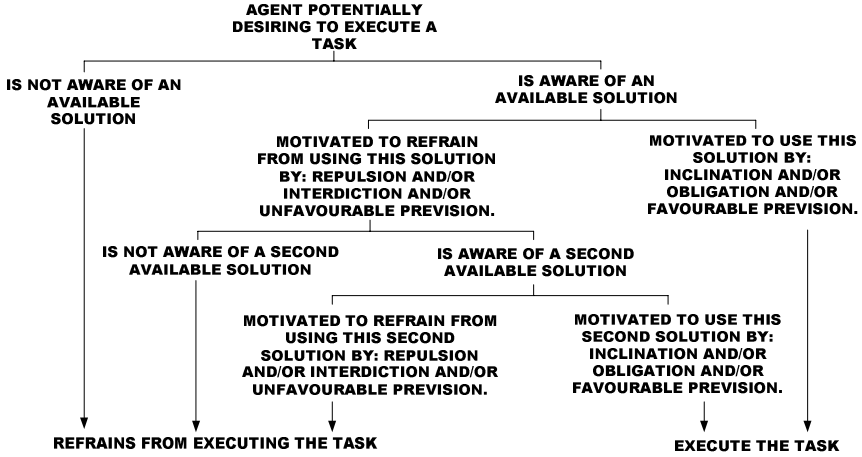 AGENT POTENTIALLY
DESIRING TO EXECUTE A
TASK
IS NOT AWARE OF AN
AVAILABLE
SOLUTION
IS AWARE OF AN
AVAILABLE SOLUTION
MOTIVATED TO REFRAIN
FROM USING THIS SOLUTION
BY: REPULSION AND/OR
INTERDICTION AND/OR
UNFAVOURABLE PREVISION.
MOTIVATED TO USE THIS
SOLUTION BY:
INCLINATION AND/OR
OBLIGATION AND/OR
FAVOURABLE PREVISION.
IS NOT AWARE OF A SECOND
AVAILABLE SOLUTION
IS AWARE OF A SECOND
AVAILABLE SOLUTION
MOTIVATED TO REFRAIN FROM
USING THIS SECOND
SOLUTION BY: REPULSION
AND/OR INTERDICTION AND/OR
UNFAVOURABLE PREVISION.
MOTIVATED TO USE THIS
SECOND SOLUTION BY:
INCLINATION AND/OR
OBLIGATION AND/OR
FAVOURABLE PREVISION.
REFRAINS FROM EXECUTING THE TASK
EXECUTE THE TASK